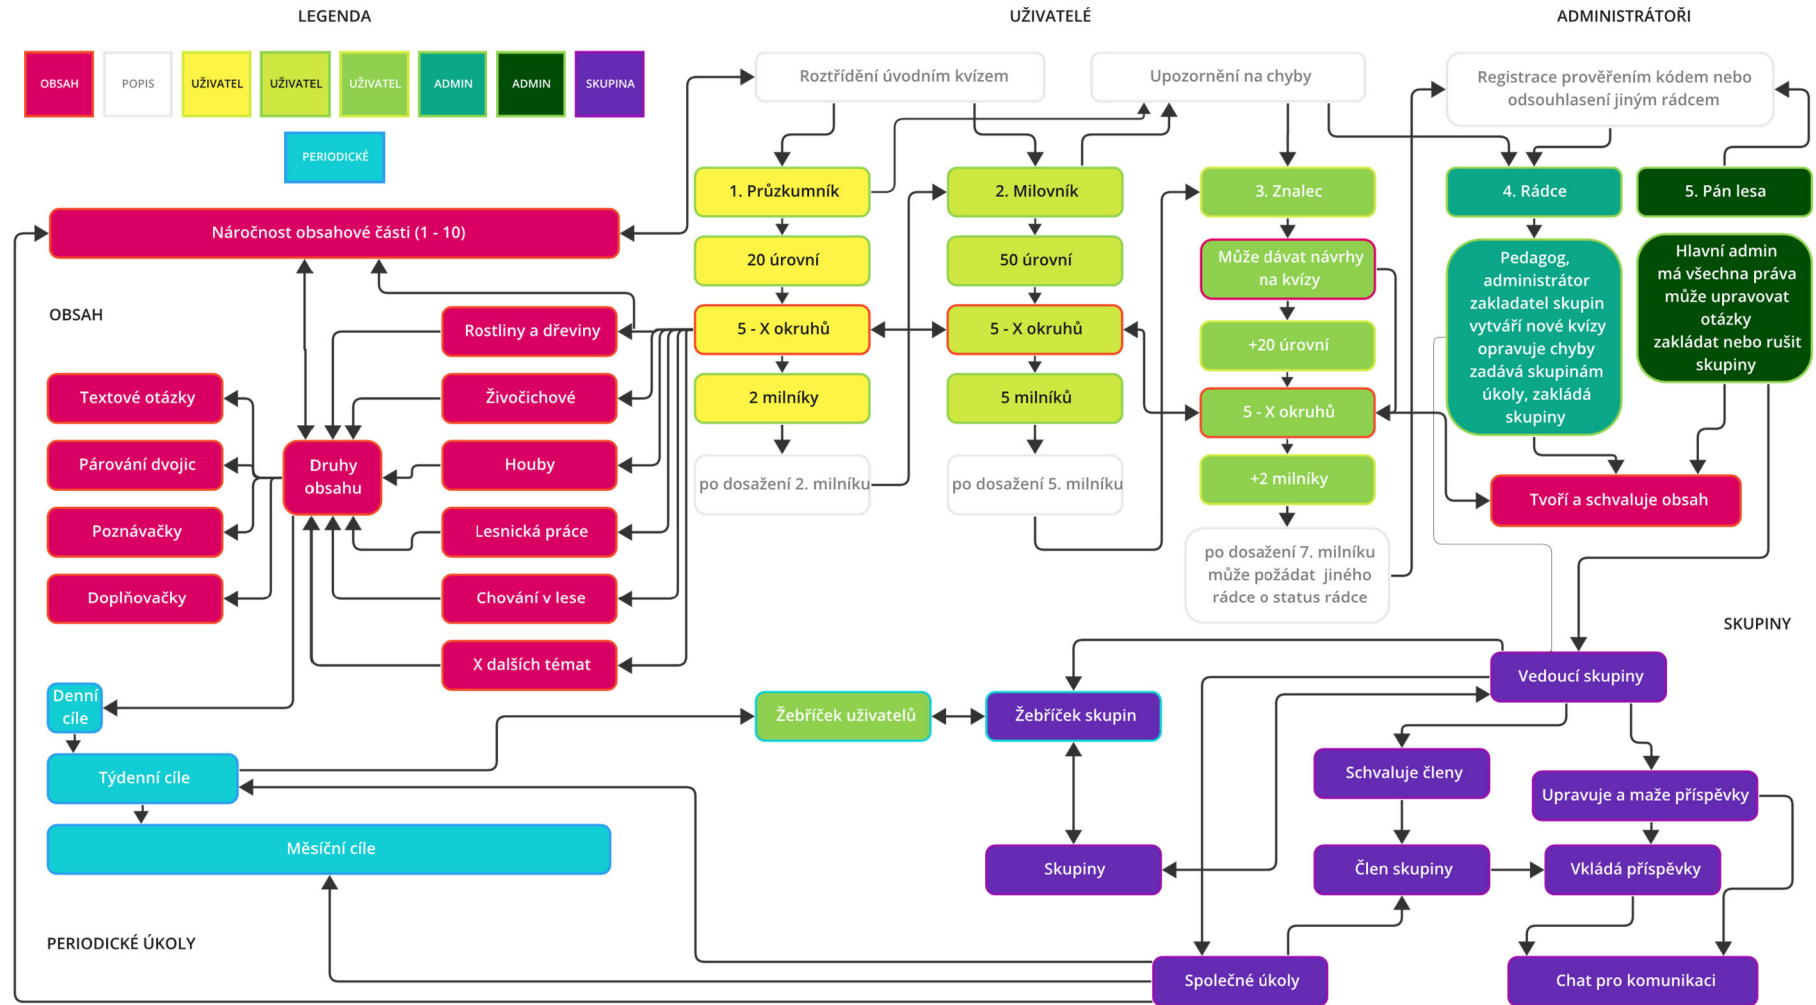 LEGENDA
UŽIVATELÉ
ADMINISTRÁTOŘI
OBSAH
POPIS
UŽIVATEL
UŽIVATEL
UŽIVATEL
ADMIN
ADMIN
SKUPINA
PERIODICKÉ
Roztřídění úvodním kvízem
Upozornění na chyby
Registrace prověřením kódem nebo
odsouhlasení jiným rádcem
1. Průzkumník
2. Milovník
3. Znalec
4. Rádce
5. Pán lesa
Náročnost obsahové části (1 - 10)
20 úrovní
50 úrovní
Může dávat návrhy
na kvízy
Pedagog,
administrátor
zakladatel skupin
vytváří nové kvízy
opravuje chyby
zadává skupinám
úkoly, zakládá
skupiny
Hlavní admin
má všechna práva
může upravovat
otázky
zakládat nebo rušit
skupiny
OBSAH
Rostliny a dřeviny
5 - X okruhů
5 - X okruhů
+20 úrovní
Textové otázky
Živočichové
2 milníky
5 milníků
5 - X okruhů
Párování dvojic
Druhy
obsahu
Houby
po dosažení 2. milníku
po dosažení 5. milníku
+2 milníky
Tvoří a schvaluje obsah
Poznávačky
Lesnická práce
po dosažení 7. milníku
může požádat jiného
rádce o status rádce
Doplňovačky
Chování v lese
SKUPINY
X dalších témat
Vedoucí skupiny
Denní
cíle
Žebříček uživatelů
Žebříček skupin
Týdenní cíle
Schvaluje členy
Upravuje a maže příspěvky
Měsíční cíle
Skupiny
Člen skupiny
Vkládá příspěvky
PERIODICKÉ ÚKOLY
Společné úkoly
Chat pro komunikaci